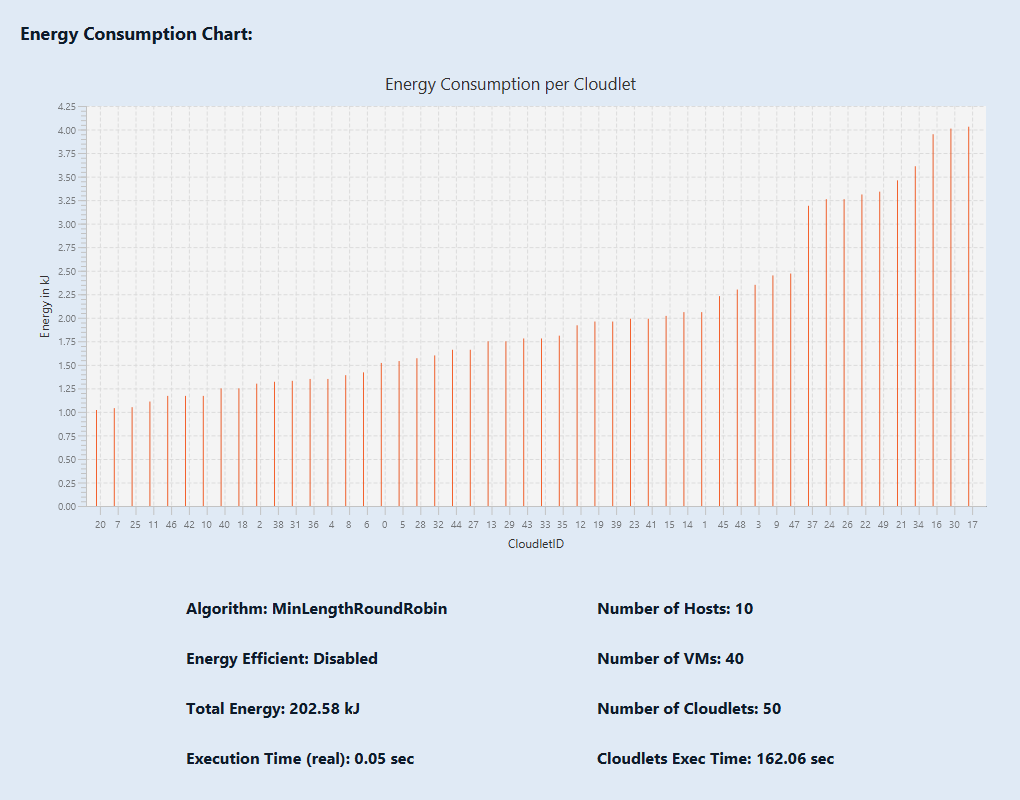 Energy Consumption Chart:
Energy Consumption per Cloudlet
4.25
4.00
3.75
3.50
3.25
3.00
2.75
2.50
2.25
2.00
1.75
1.50
1.25
1.00
0.75
0.50
0.25
0.00
Energy in kJ
20 7 25 11 46 42 10 40 18 2 38 31 36 4 8 6 0 5 28 32 44 27 13 29 43 33 35 12 19 39 23 41 15 14 1 45 48 3 9 47 37 24 26 22 49 21 34 16 30 17
CloudletID
Algorithm: MinLengthRoundRobin
Number of Hosts: 10
Energy Efficient: Disabled
Number of VMs: 40
Total Energy: 202.58 kJ
Number of Cloudlets: 50
Execution Time (real): 0.05 sec
Cloudlets Exec Time: 162.06 sec